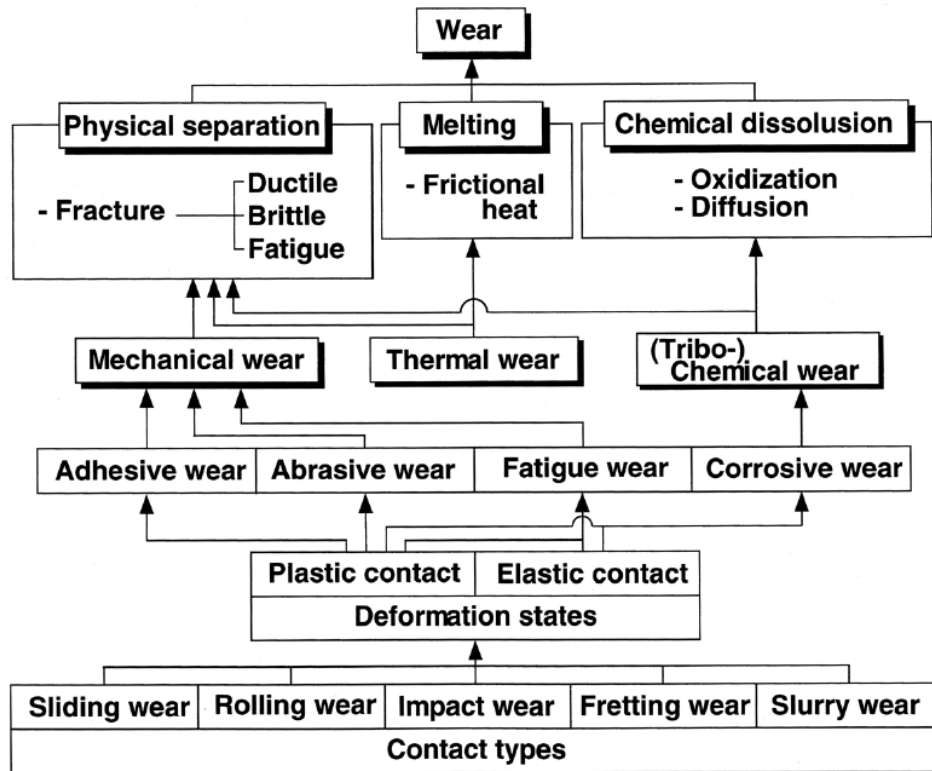 Wear
Physical separation
Melting
Chemical dissolusion
- Fracture
Ductile
Brittle
Fatigue
- Frictional
heat
- Oxidization
- Diffusion
Mechanical wear
Thermal wear
(Tribo-)
Chemical wear
Adhesive wear
Abrasive wear
Fatigue wear
Corrosive wear
Plastic contact
Elastic contact
Deformation states
Sliding wear
Rolling wear
Impact wear
Fretting wear
Slurry wear
Contact types